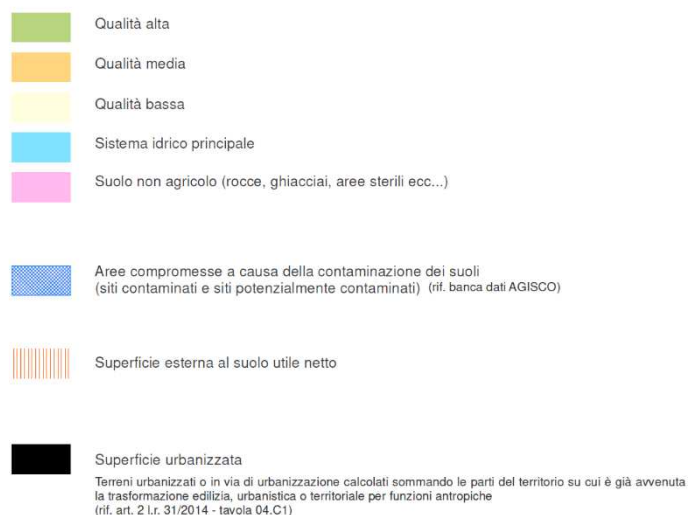 Qualità alta
Qualità media
Qualità bassa
Sistema idrico principale
Suolo non agricolo (rocce, ghiacciai, aree sterili ecc...)
Aree compromesse a causa della contaminazione dei suoli
(siti contaminati e siti potenzialmente contaminati) (rif. banca dati AGISCO)
Superficie esterna al suolo utile netto
Superficie urbanizzata
Terreni urbanizzati o in via di urbanizzazione calcolati sommando le parti del territorio su cui è già avvenuta
la trasformazione edilizia, urbanistica o territoriale per funzioni antropiche
(rif. art. 2 l.r. 31/2014 - tavola 04.C1)